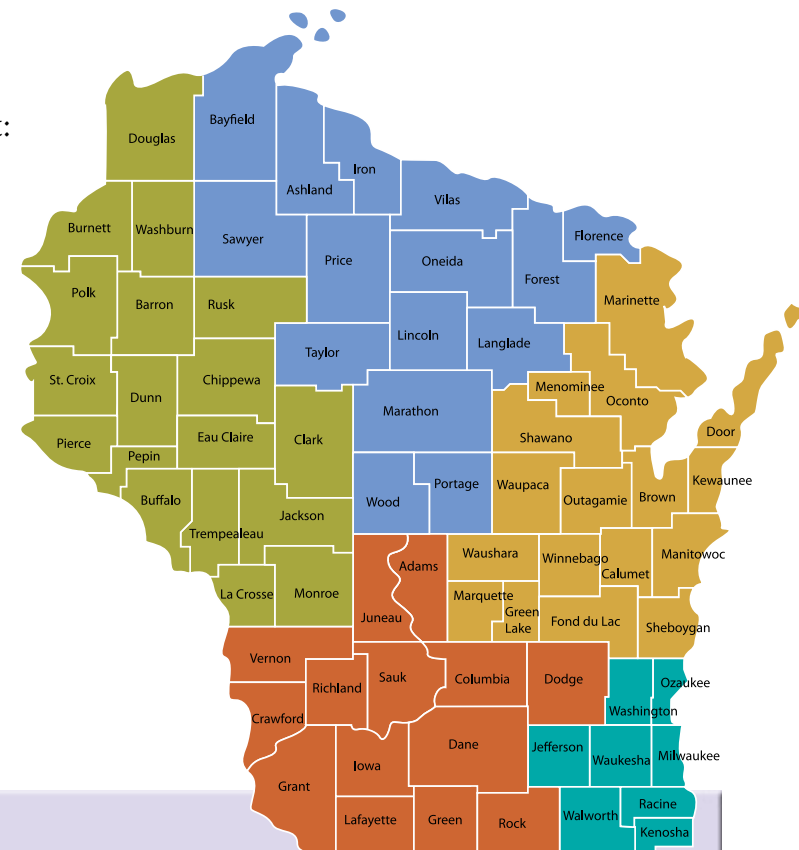 t:
Bayfield
Douglas
Ashland
Iron
Vilas
Burnett
Washburn
Sawyer
Florence
Price
Oneida
Forest
Polk
Barron
Rusk
Marinette
Lincoln
Langlade
Taylor
St. Croix
Dunn
Chippewa
Menominee
Oconto
Marathon
Pierce
Eau Claire
Clark
Shawano
Door
Pepin
Buffalo
Wood
Portage
Waupaca
Outagamie
Brown
Kewaunee
Trempealeau
Jackson
Adams
Waushara
Winnebago
Calumet
Manitowoc
La Crosse
Monroe
Juneau
Marquette
Green
Lake
Fond du Lac
Sheboygan
Vernon
Richland
Sauk
Columbia
Dodge
Ozaukee
Washington
Crawford
Dane
Jefferson
Waukesha
Milwaukee
Iowa
Grant
Lafayette
Green
Rock
Walworth
Racine
Kenosha